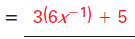 = 3(6x⁻¹) + 5